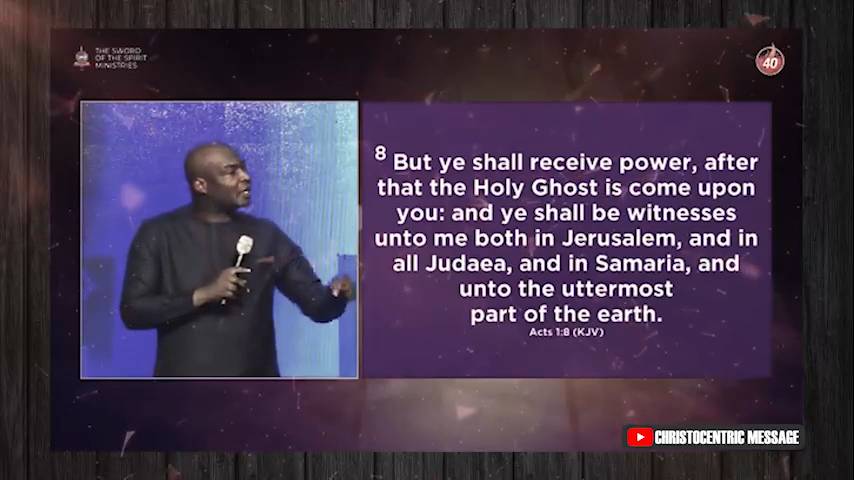 THE SWORD
OF THE SPIRIT
MINISTRIES
40
8 But ye shall receive power, after
that the Holy Ghost is come upon
you: and ye shall be witnesses
unto me both in Jerusalem, and in
all Judaea, and in Samaria, and
unto the uttermost
part of the earth.
Acts 1:8 (KJV)
CHRISTOCENTRIC MESSAGE